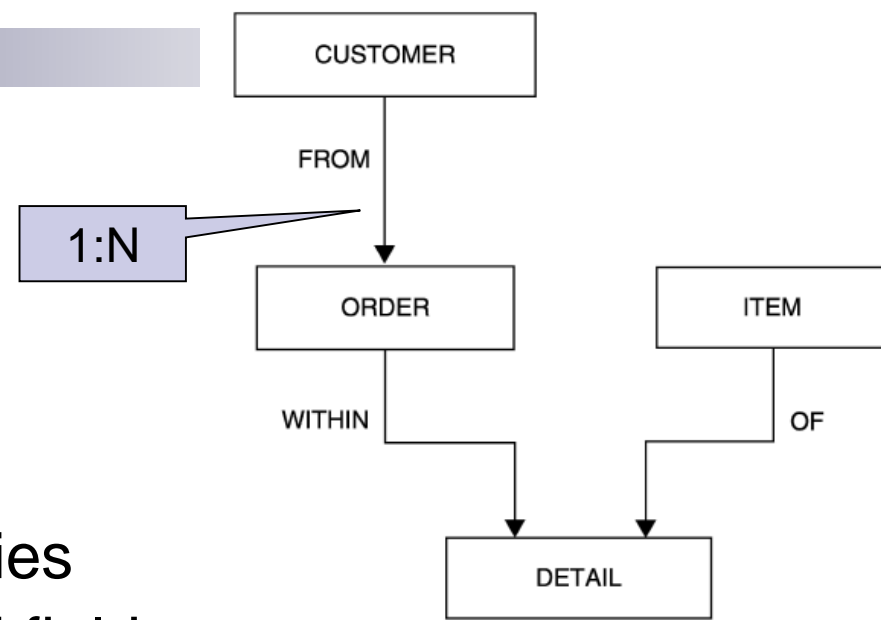 CUSTOMER
FROM
1:N
ORDER
ITEM
WITHIN
OF
ies
DETAIL